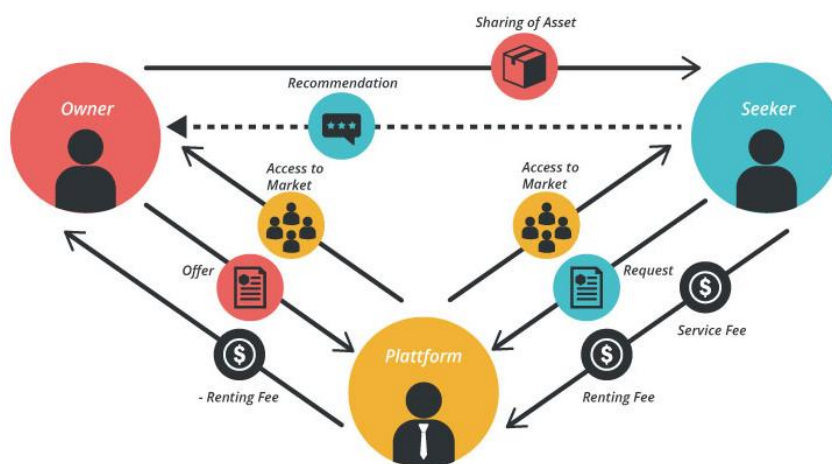 Sharing of Asset
Recommendation
Owner
Seeker
Access to
Market
Access to
Market
Offer
Request
Service Fee
Plattform
- Renting Fee
Renting Fee
$
$
$